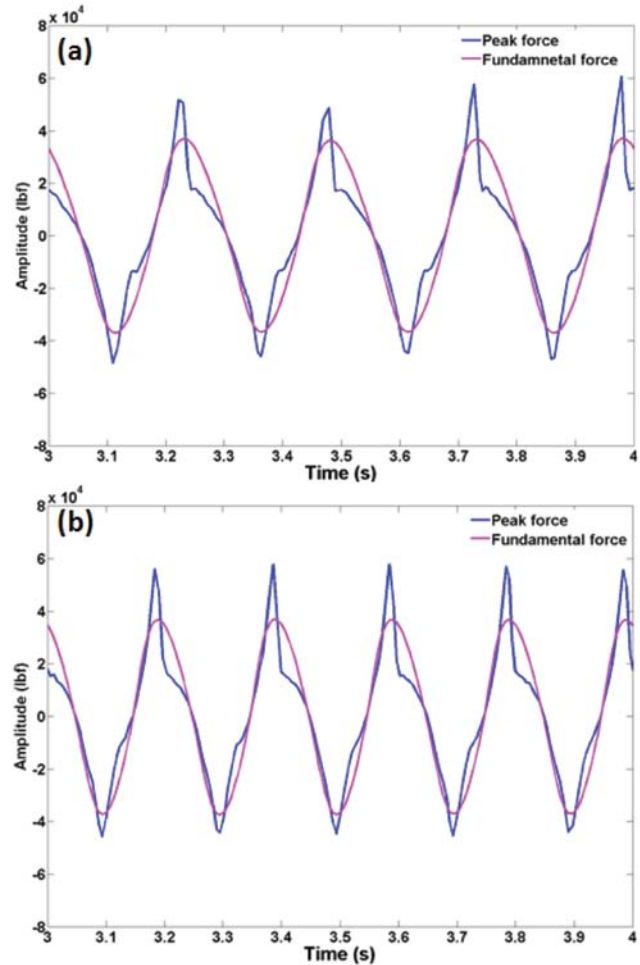 x 10⁴
(a)
Peak force
Fundamnetal force
8
6
4
2
0
-2
-4
-6
-8
Amplitude (lbf)
3 3.1 3.2 3.3 3.4 3.5 3.6 3.7 3.8 3.9 4
Time (s)
x 10⁴
(b)
Peak force
Fundamental force
8
6
4
2
0
-2
-4
-6
-8
Amplitude (lbf)
3 3.1 3.2 3.3 3.4 3.5 3.6 3.7 3.8 3.9 4
Time (s)